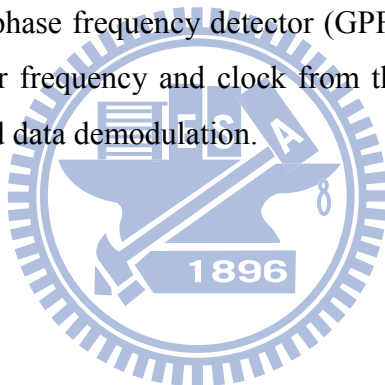 phase frequency detector (GPF
r frequency and clock from th
d data demodulation.
E S
A
1896